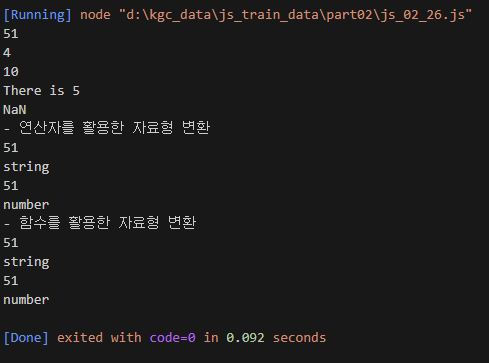 [Running] node "d:\kgc_data\js_train_data\part02\js_02_26.js"
51
4
10
There is 5
NaN
- 연산자를 활용한 자료형 변환
51
string
51
number
- 함수를 활용한 자료형 변환
51
string
51
number
[Done] exited with code=0 in 0.092 seconds